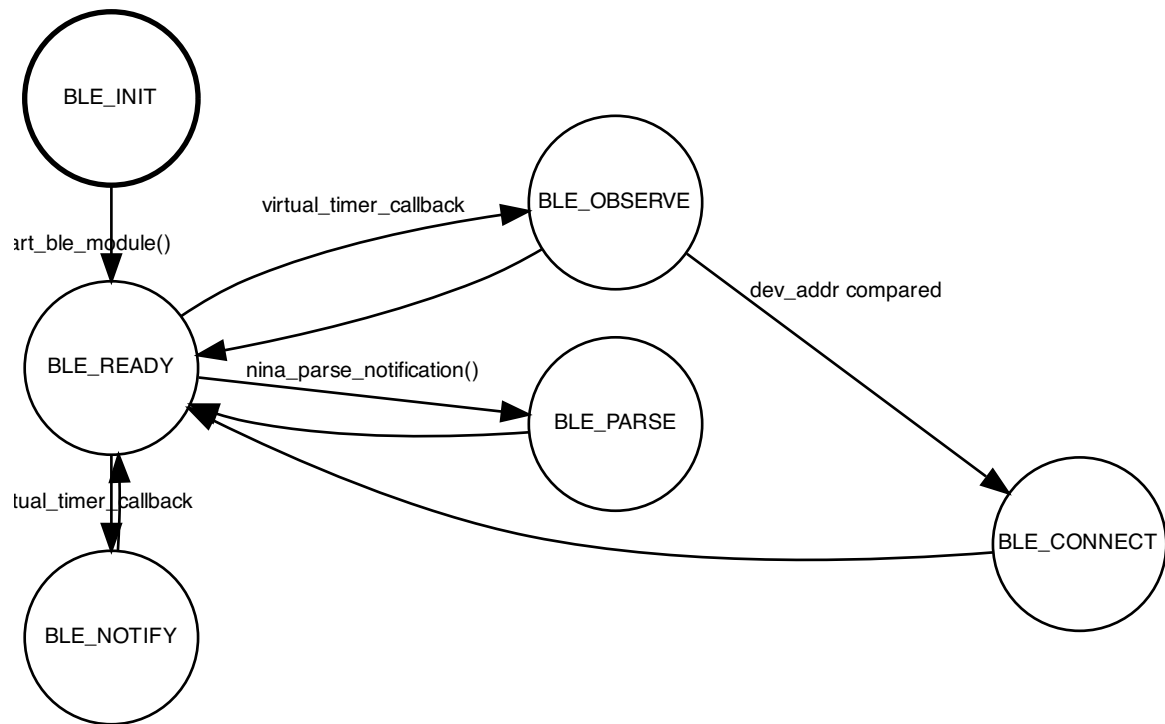 BLE_INIT
BLE_OBSERVE
virtual_timer_callback
art_ble_module()
dev_addr compared
BLE_READY
nina_parse_notification()
BLE_PARSE
tual_timer_callback
BLE_CONNECT
BLE_NOTIFY